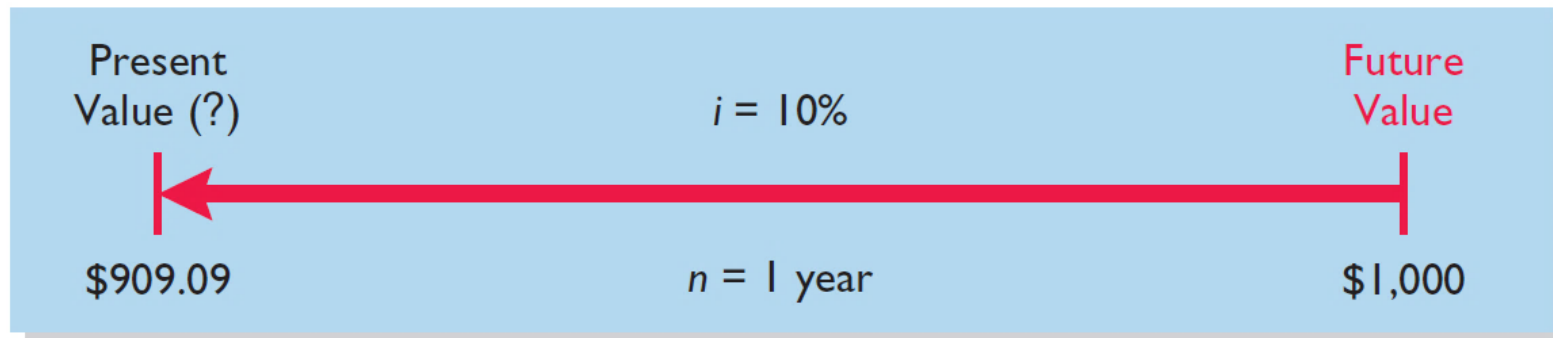 Present
Value (?)
i = 10%
Future
Value
$909.09
n = 1 year
$1,000